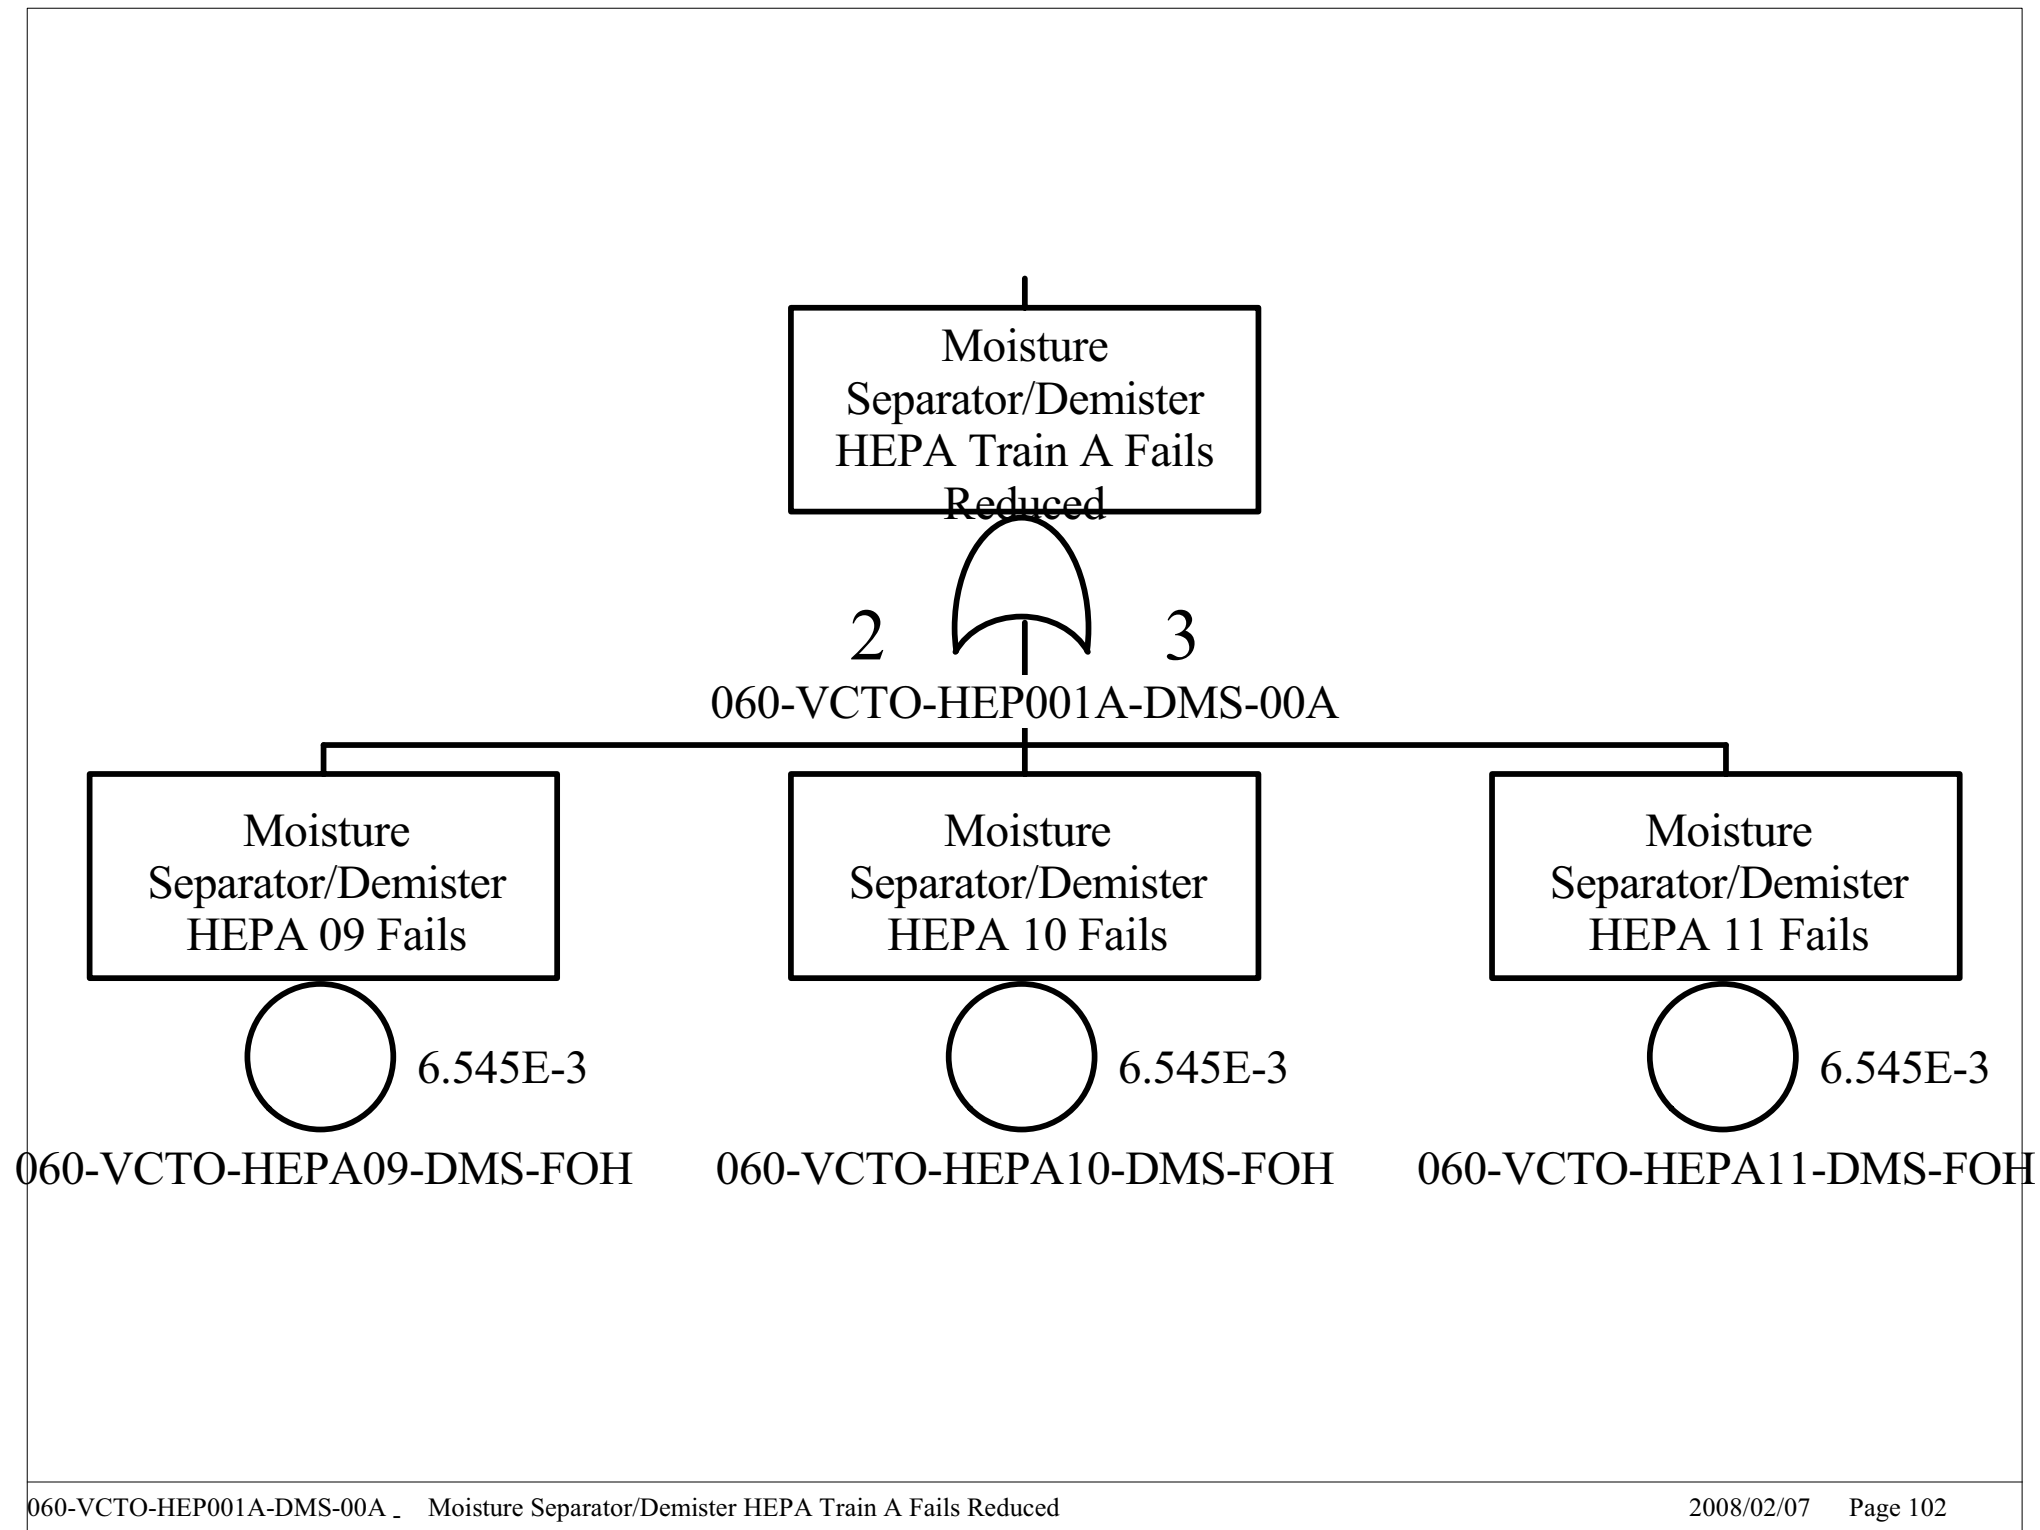 Moisture
Separator/Demister
HEPA Train A Fails
Reduced
2 3
060-VCTO-HEP001A-DMS-00A
Moisture
Separator/Demister
HEPA 09 Fails
6.545E-3
060-VCTO-HEPA09-DMS-FOH
Moisture
Separator/Demister
HEPA 10 Fails
6.545E-3
060-VCTO-HEPA10-DMS-FOH
Moisture
Separator/Demister
HEPA 11 Fails
6.545E-3
060-VCTO-HEPA11-DMS-FOH
060-VCTO-HEP001A-DMS-00A - Moisture Separator/Demister HEPA Train A Fails Reduced 2008/02/07 Page 102